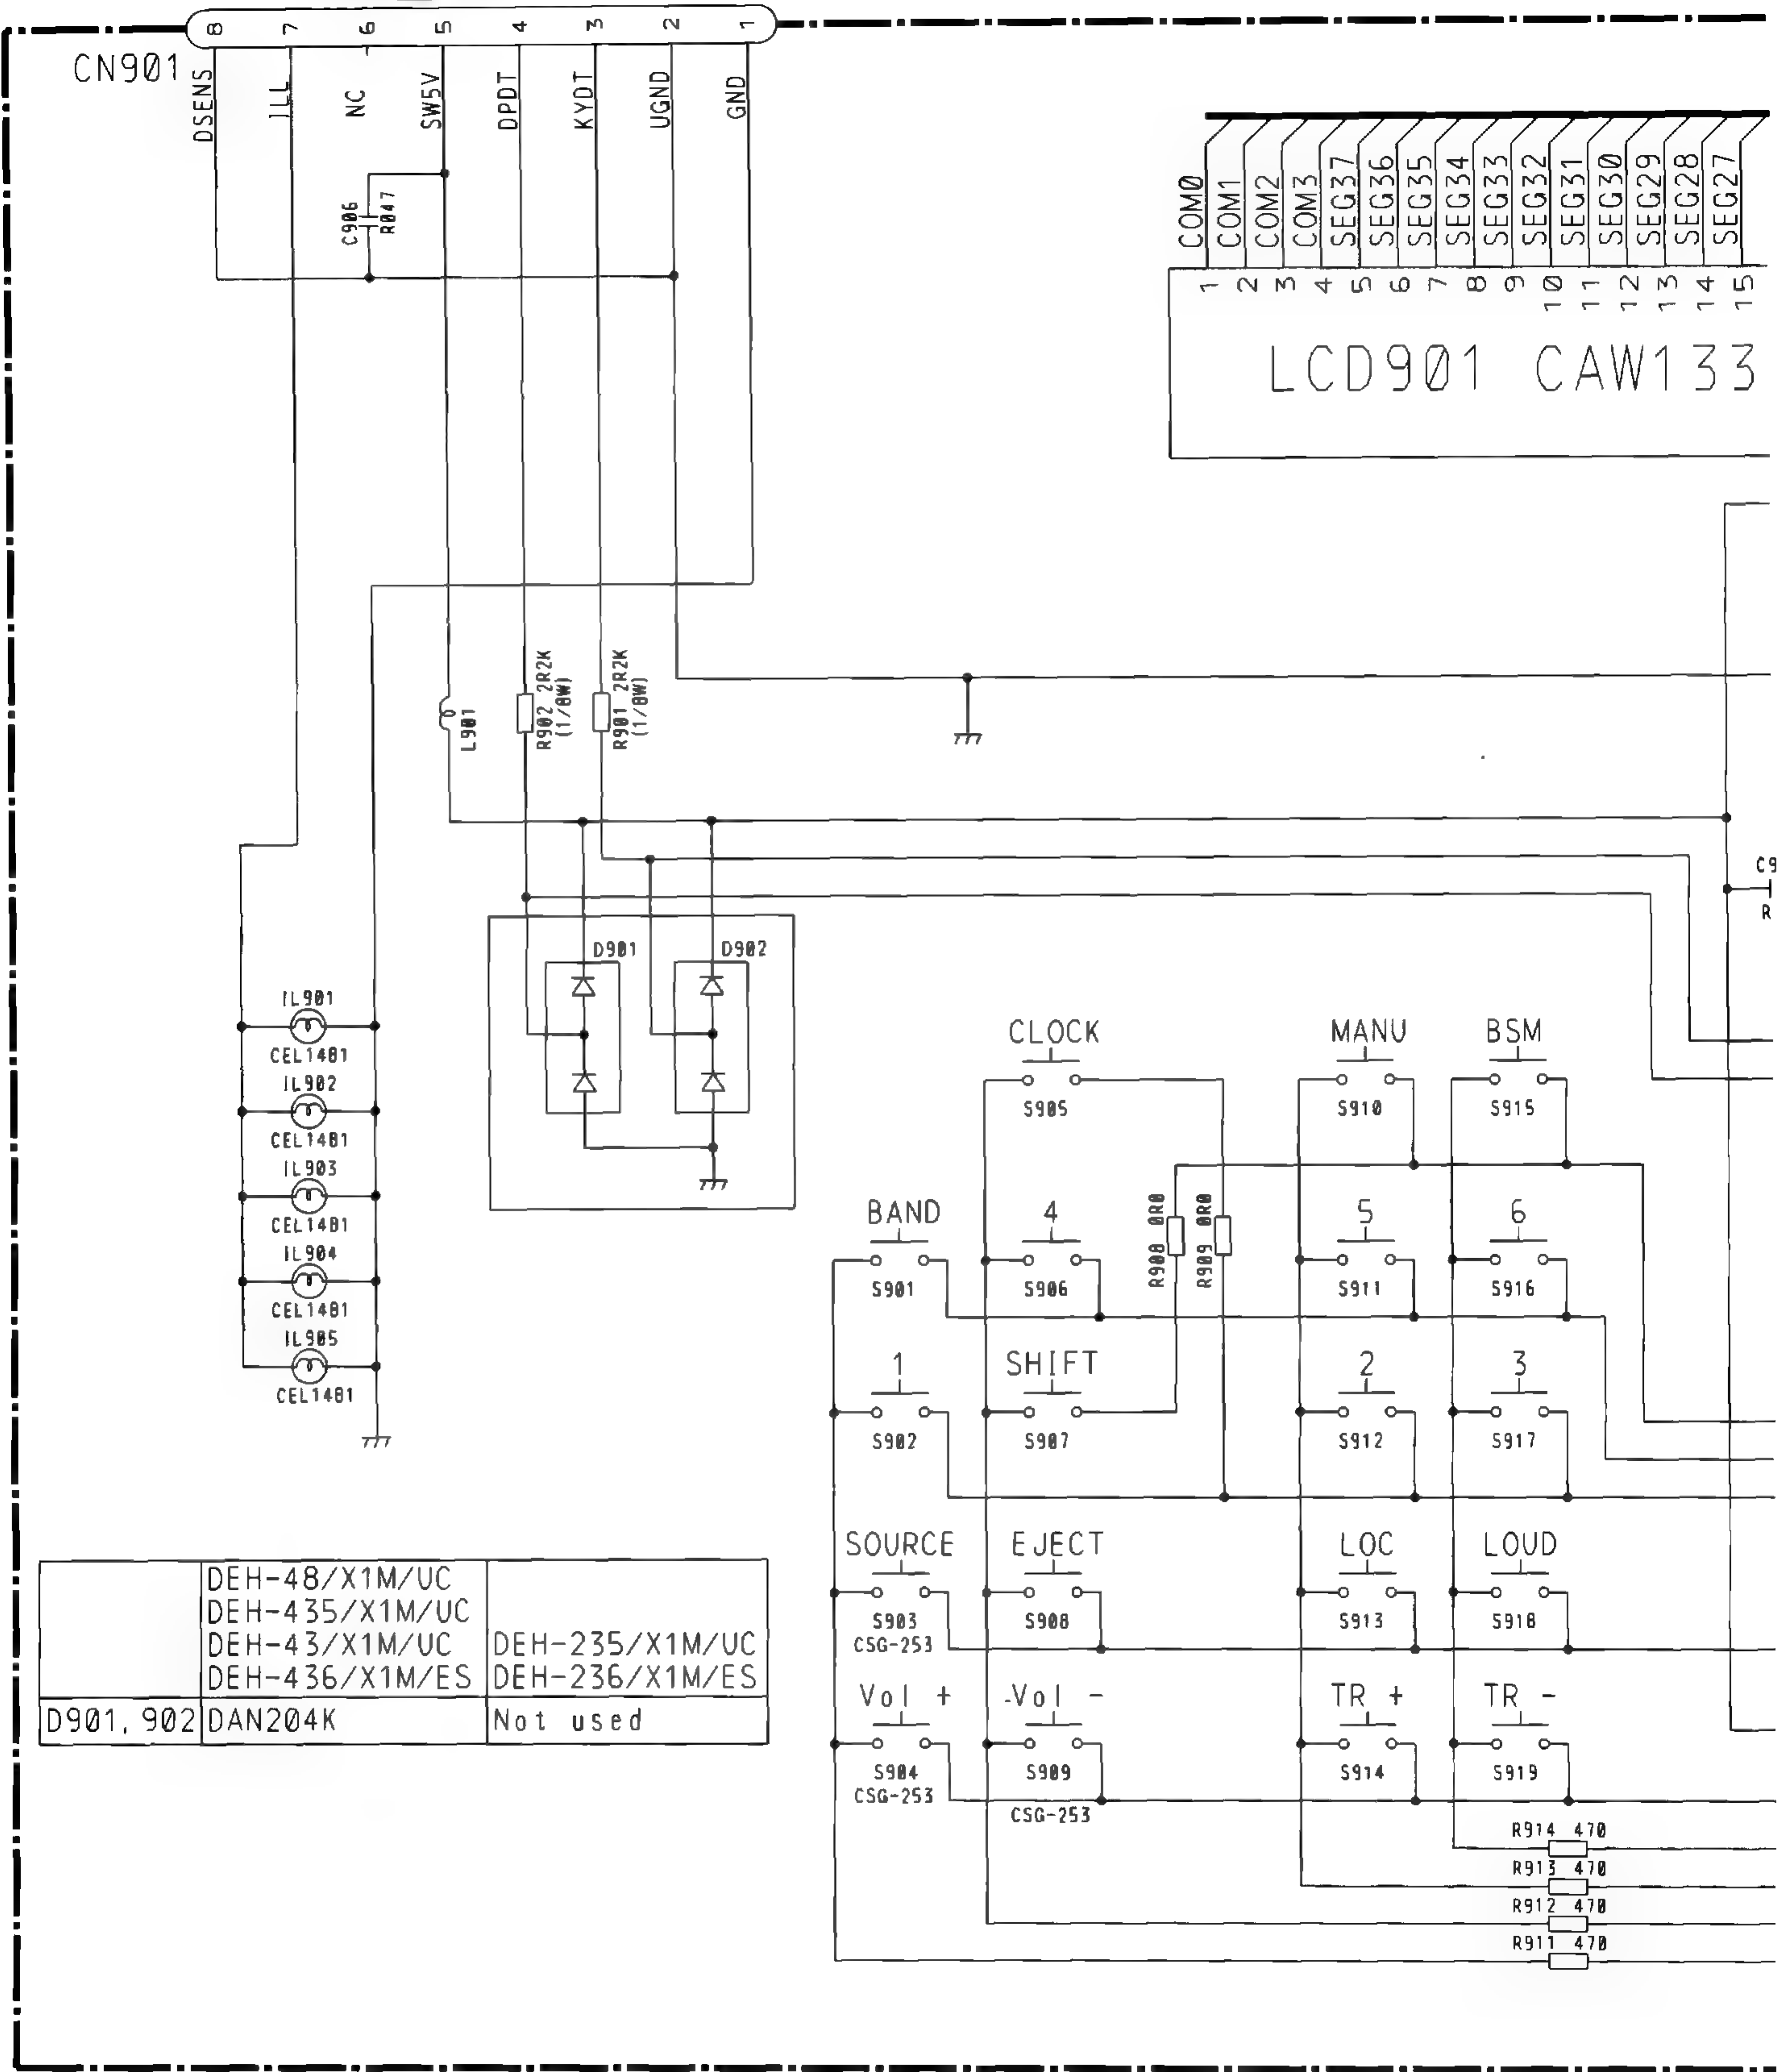 8 7 6 5 4 3 2 1
CN901
DSENS
ILL
NC
SW5V
DPDT
KYDT
UGND
GND
C906
R047
COM0
COM1
COM2
COM3
SEG37
SEG36
SEG35
SEG34
SEG33
SEG32
SEG31
SEG30
SEG29
SEG28
SEG27
1 2 3 4 5 6 7 8 9 10 11 12 13 14 15
LCD901 CAW133
L901
R902 2R2K
(1/8W)
R901 2R2K
(1/8W)
C9
R
D901
D902
IL901
CEL1481
IL902
CEL1481
IL903
CEL1481
IL904
CEL1481
IL905
CEL1481
CLOCK
S905
MANU
S910
BSM
S915
BAND
S901
4
S906
R908 0R0
R909 0R0
5
S911
6
S916
1
S902
SHIFT
S907
2
S912
3
S917
SOURCE
S903
CSG-253
EJECT
S908
LOC
S913
LOUD
S918
Vol +
S904
CSG-253
-Vol -
S909
CSG-253
TR +
S914
TR -
S919
R914 470
R913 470
R912 470
R911 470
DEH-48/X1M/UC
DEH-435/X1M/UC
DEH-43/X1M/UC DEH-235/X1M/UC
DEH-436/X1M/ES DEH-236/X1M/ES
D901, 902 DAN204K Not used